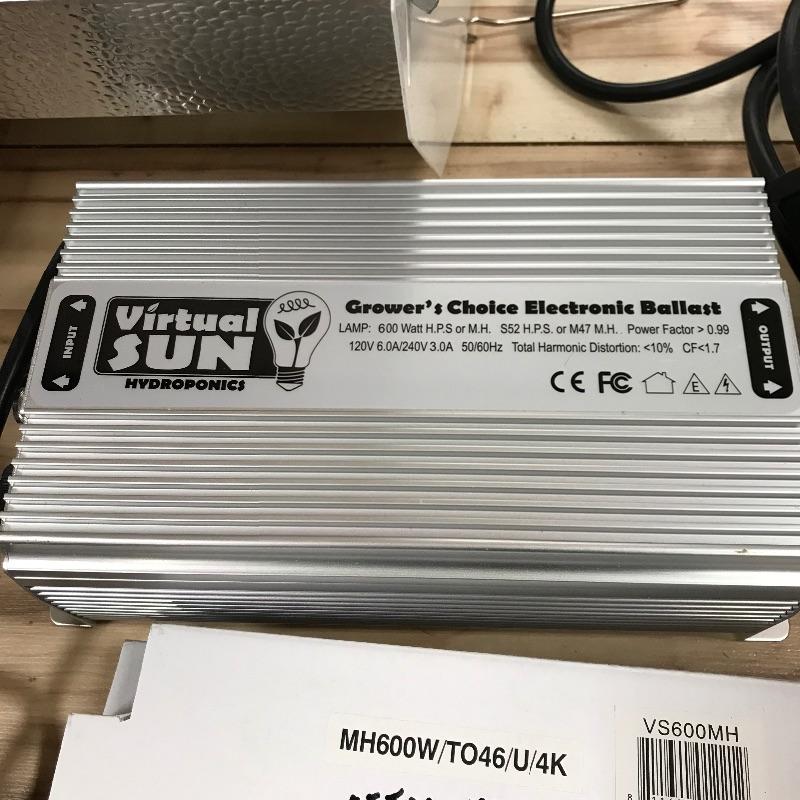 INPUT
Virtual
SUN
HYDROPONICS
Grower's Choice Electronic Ballast
LAMP: 600 Watt H.P.S or M.H. S52 H.P.S. or M47 M.H. Power Factor > 0.99
120V 6.0A/240V 3.0A 50/60Hz Total Harmonic Distortion: <10% CF<1.7
CE FC E
OUTPUT
MH600W/TO46/U/4K
VS600MH